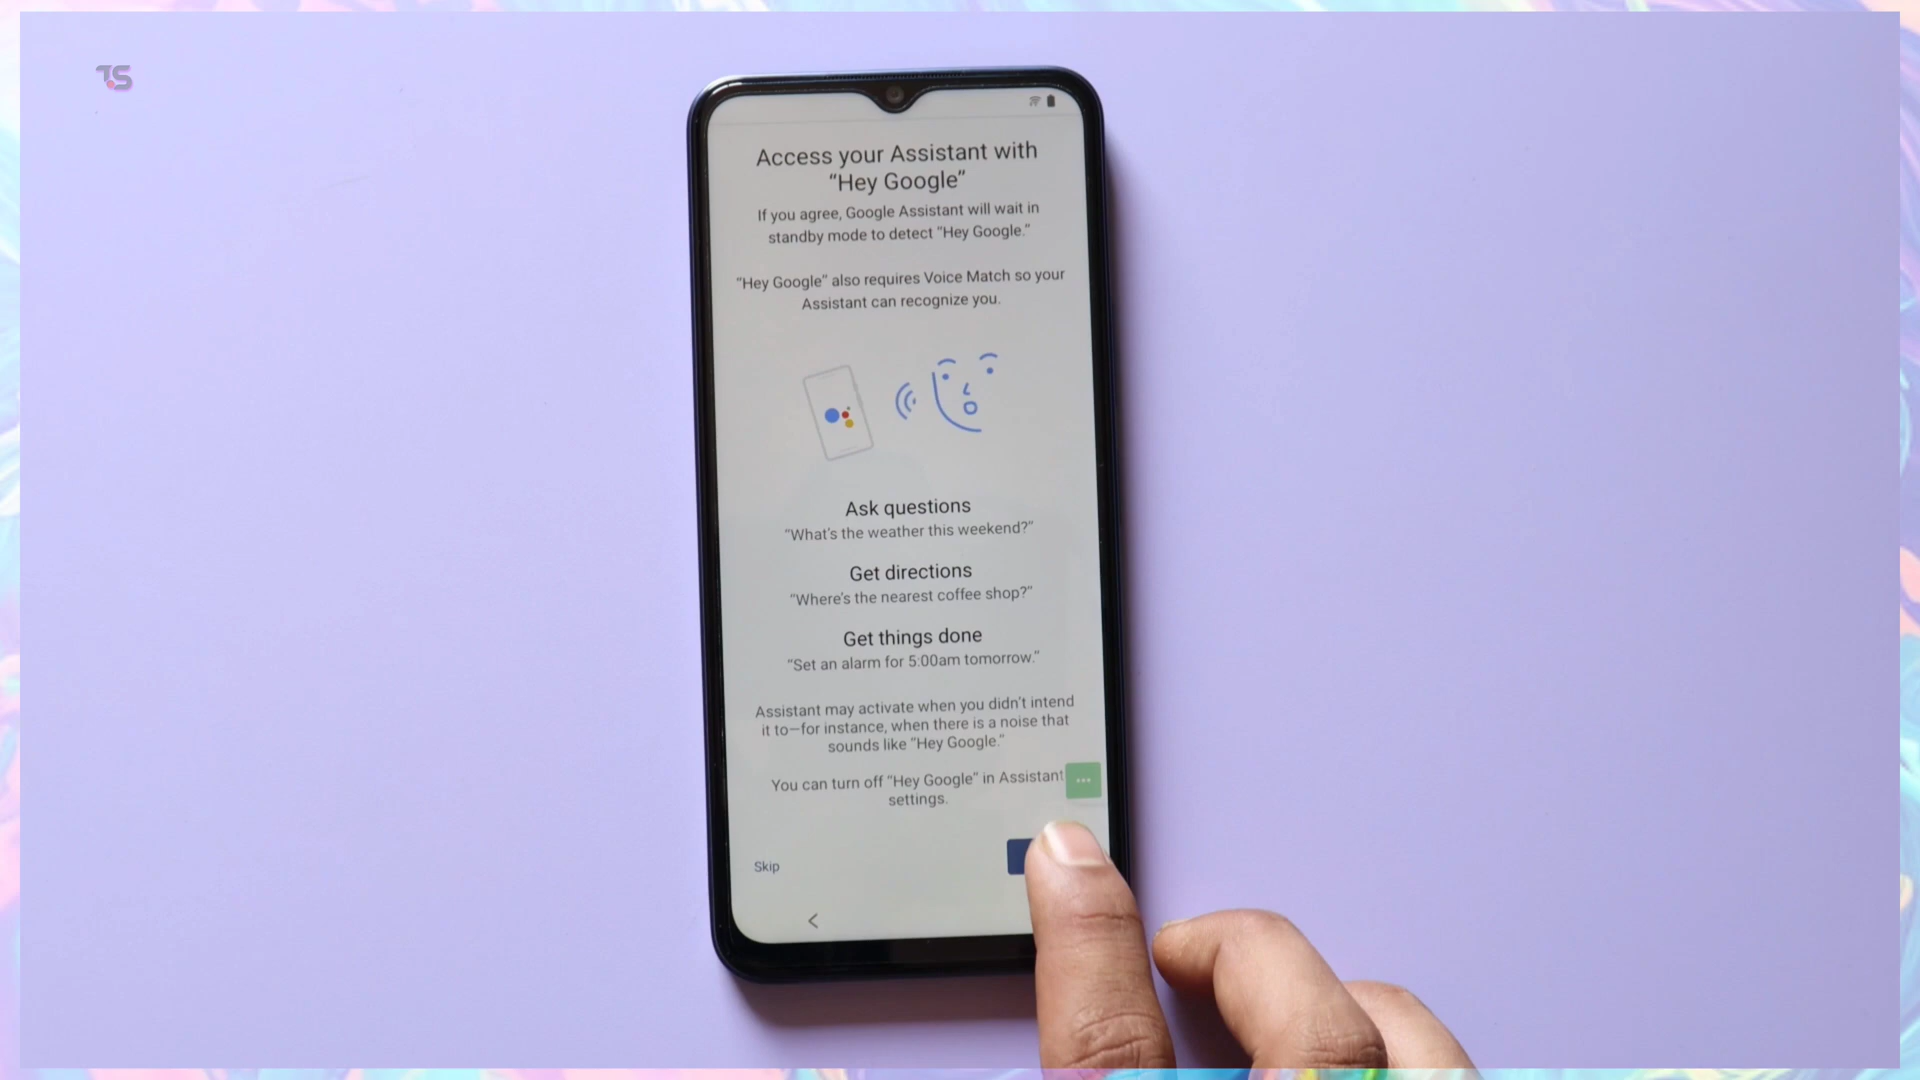 TS
Access your Assistant with
“Hey Google”
If you agree, Google Assistant will wait in
standby mode to detect “Hey Google.”
“Hey Google” also requires Voice Match so your
Assistant can recognize you.
Ask questions
“What’s the weather this weekend?”
Get directions
“Where’s the nearest coffee shop?”
Get things done
“Set an alarm for 5:00am tomorrow.”
Assistant may activate when you didn’t intend
it to—for instance, when there is a noise that
sounds like “Hey Google.”
You can turn off “Hey Google” in Assistant
settings.
Skip